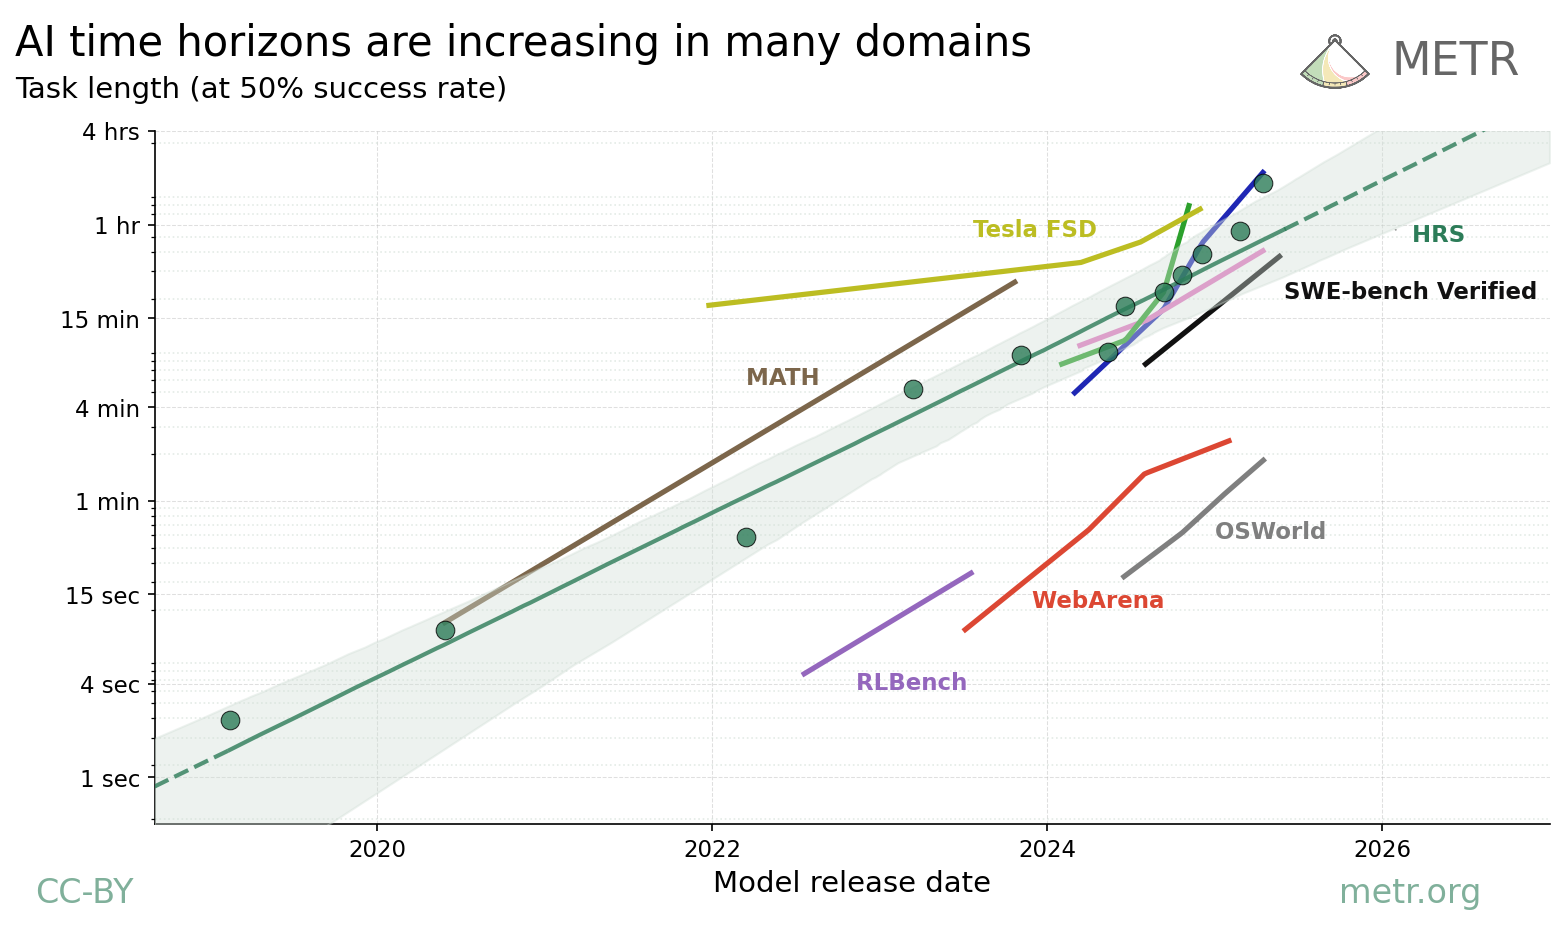 AI time horizons are increasing in many domains
Task length (at 50% success rate)
METR
4 hrs
1 hr
15 min
4 min
1 min
15 sec
4 sec
1 sec
Tesla FSD
HRS
SWE-bench Verified
MATH
OSWorld
WebArena
RLBench
2020
2022
2024
2026
Model release date
CC-BY
metr.org